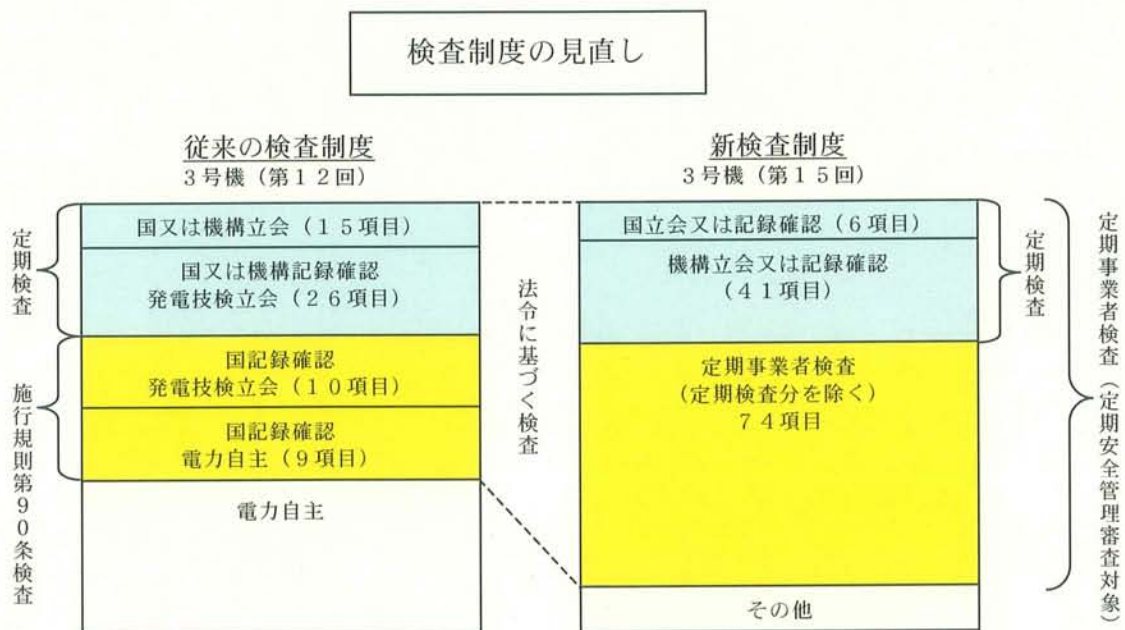 検査制度の見直し
従来の検査制度
3号機（第１２回）
新検査制度
3号機（第１５回）
定期検査
国又は機構立会（１５項目）
国又は機構記録確認
発電技検立会（２６項目）
施行規則第９０条検査
国記録確認
発電技検立会（１０項目）
国記録確認
電力自主（９項目）
電力自主
法令に基づく検査
国立会又は記録確認（６項目）
機構立会又は記録確認
（４１項目）
定期事業者検査
(定期検査分を除く)
７４項目
その他
定期検査
定期事業者検査（定期安全管理審査対象）